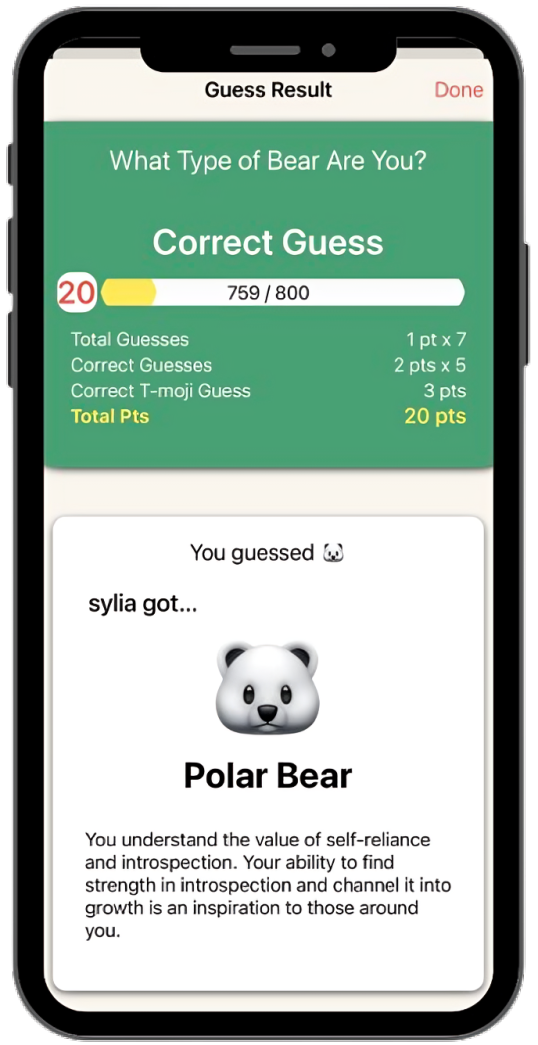 Guess Result
Done
What Type of Bear Are You?
Correct Guess
20
759 / 800
Total Guesses 1 pt x 7
Correct Guesses 2 pts x 5
Correct T-moji Guess 3 pts
Total Pts 20 pts
You guessed 🐻‍❄️
sylia got...
Polar Bear
You understand the value of self-reliance
and introspection. Your ability to find
strength in introspection and channel it into
growth is an inspiration to those around
you.